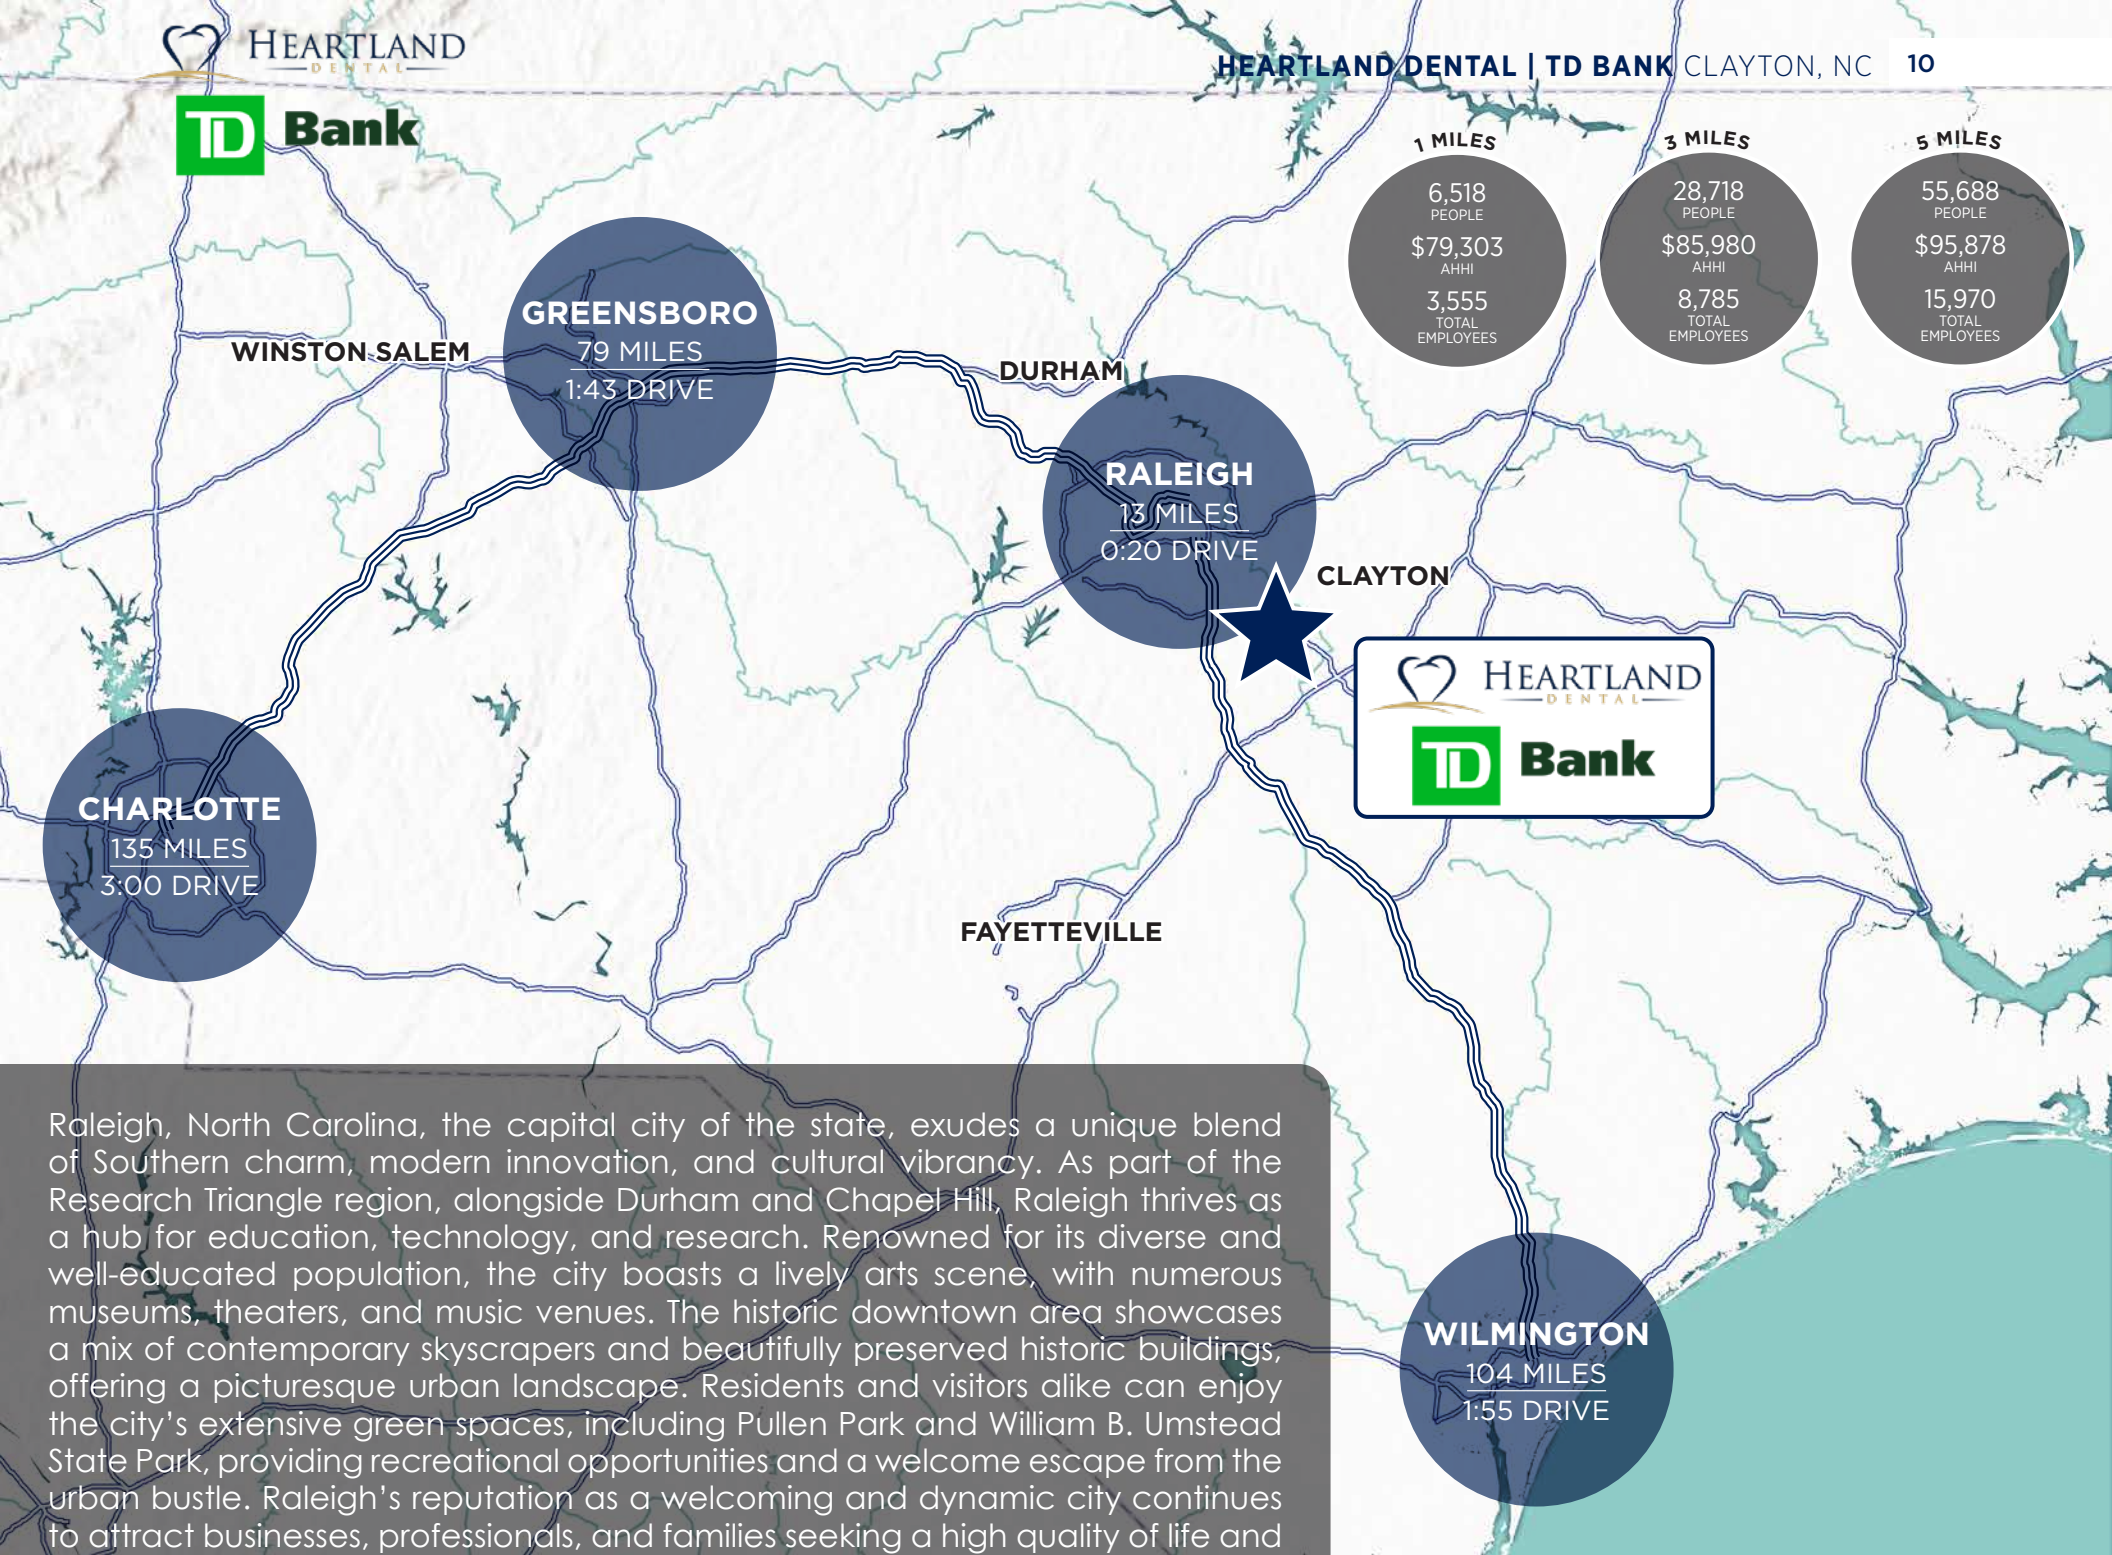 HEARTLAND
DENTAL
TD Bank
HEARTLAND DENTAL | TD BANK CLAYTON, NC 10
1 MILES
6,518
PEOPLE
$79,303
AHHI
3,555
TOTAL
EMPLOYEES
3 MILES
28,718
PEOPLE
$85,980
AHHI
8,785
TOTAL
EMPLOYEES
5 MILES
55,688
PEOPLE
$95,878
AHHI
15,970
TOTAL
EMPLOYEES
GREENSBORO
79 MILES
1:43 DRIVE
WINSTON SALEM
DURHAM
RALEIGH
13 MILES
0:20 DRIVE
CLAYTON
HEARTLAND
DENTAL
TD Bank
CHARLOTTE
135 MILES
3:00 DRIVE
FAYETTEVILLE
WILMINGTON
104 MILES
1:55 DRIVE
Raleigh, North Carolina, the capital city of the state, exudes a unique blend
of Southern charm, modern innovation, and cultural vibrancy. As part of the
Research Triangle region, alongside Durham and Chapel Hill, Raleigh thrives as
a hub for education, technology, and research. Renowned for its diverse and
well-educated population, the city boasts a lively arts scene, with numerous
museums, theaters, and music venues. The historic downtown area showcases
a mix of contemporary skyscrapers and beautifully preserved historic buildings,
offering a picturesque urban landscape. Residents and visitors alike can enjoy
the city's extensive green spaces, including Pullen Park and William B. Umstead
State Park, providing recreational opportunities and a welcome escape from the
urban bustle. Raleigh's reputation as a welcoming and dynamic city continues
to attract businesses, professionals, and families seeking a high quality of life and